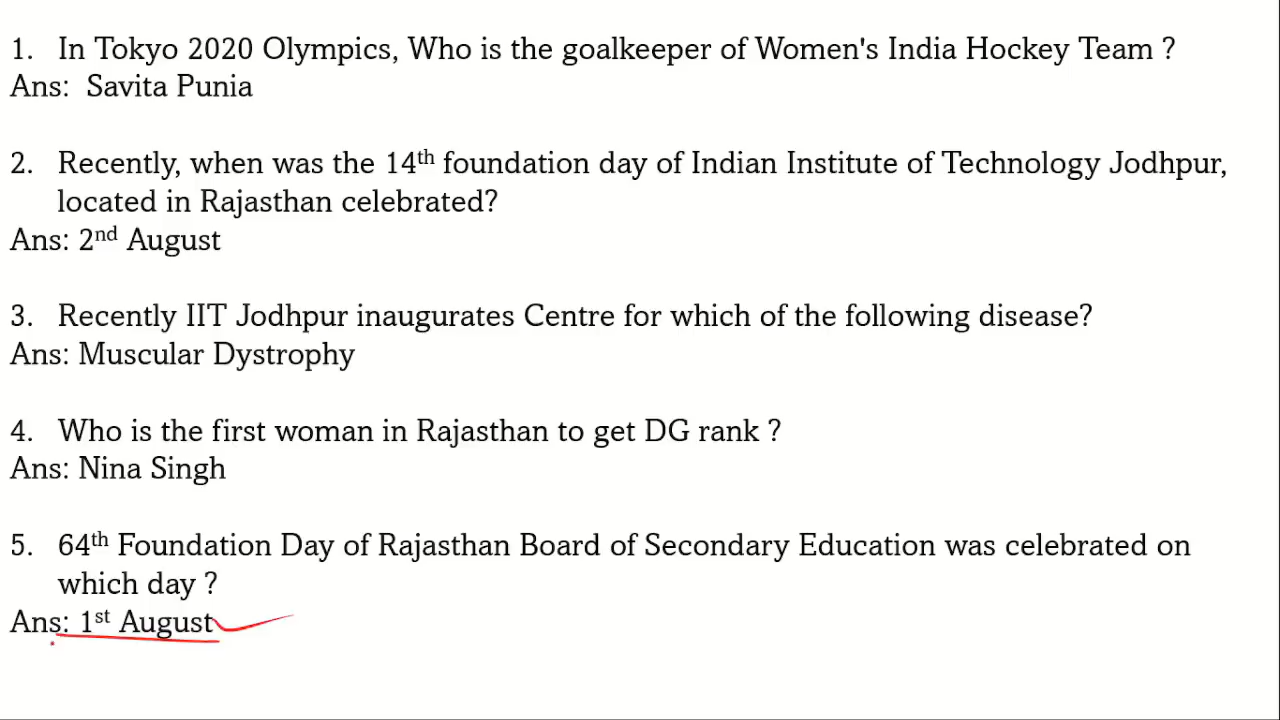 1. In Tokyo 2020 Olympics, Who is the goalkeeper of Women's India Hockey Team ?
Ans: Savita Punia
2. Recently, when was the 14th foundation day of Indian Institute of Technology Jodhpur,
located in Rajasthan celebrated?
Ans: 2nd August
3. Recently IIT Jodhpur inaugurates Centre for which of the following disease?
Ans: Muscular Dystrophy
4. Who is the first woman in Rajasthan to get DG rank ?
Ans: Nina Singh
5. 64th Foundation Day of Rajasthan Board of Secondary Education was celebrated on
which day ?
Ans: 1st August